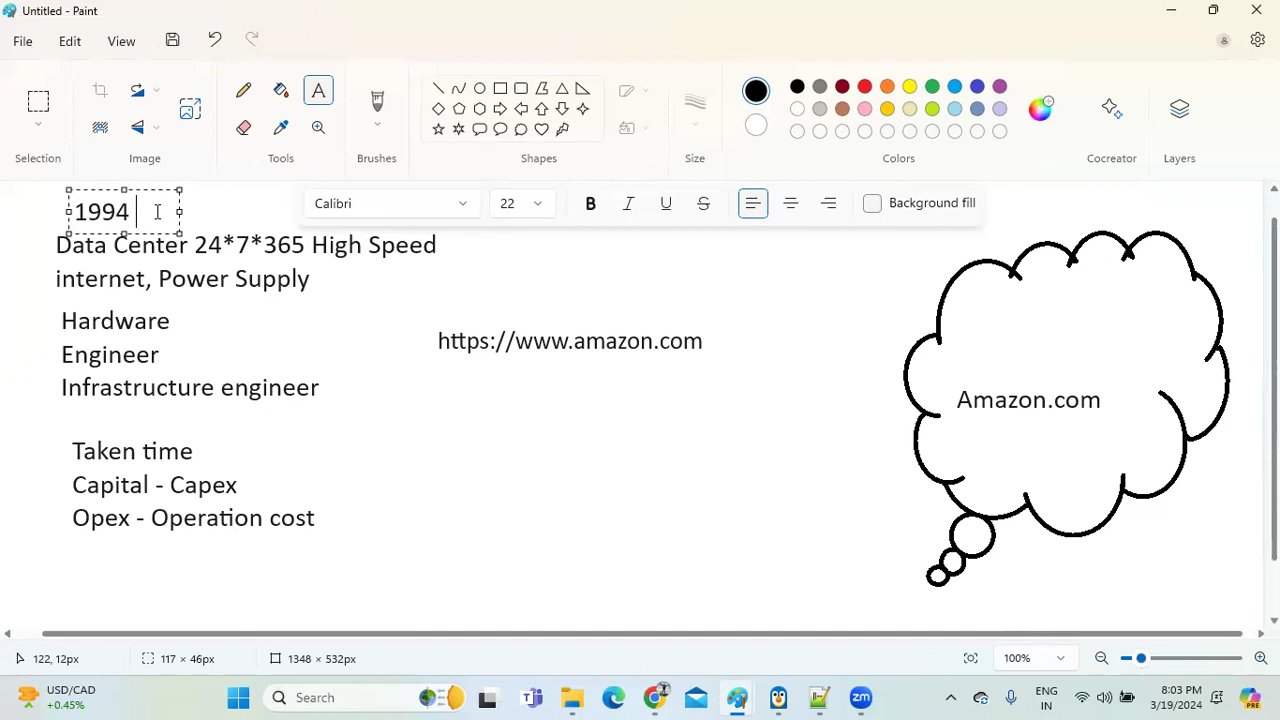 Untitled - Paint
File Edit View
Selection Image Tools Brushes Shapes Size Colors Cocreator Layers
1994
Calibri 22 B I U S Background fill
Data Center 24*7*365 High Speed
internet, Power Supply
Hardware
Engineer
Infrastructure engineer
https://www.amazon.com
Amazon.com
Taken time
Capital - Capex
Opex - Operation cost
122, 12px 117 × 46px 1348 × 532px 100%
USD/CAD
+0.45%
Search
ENG
IN
8:03 PM
3/19/2024
PRE